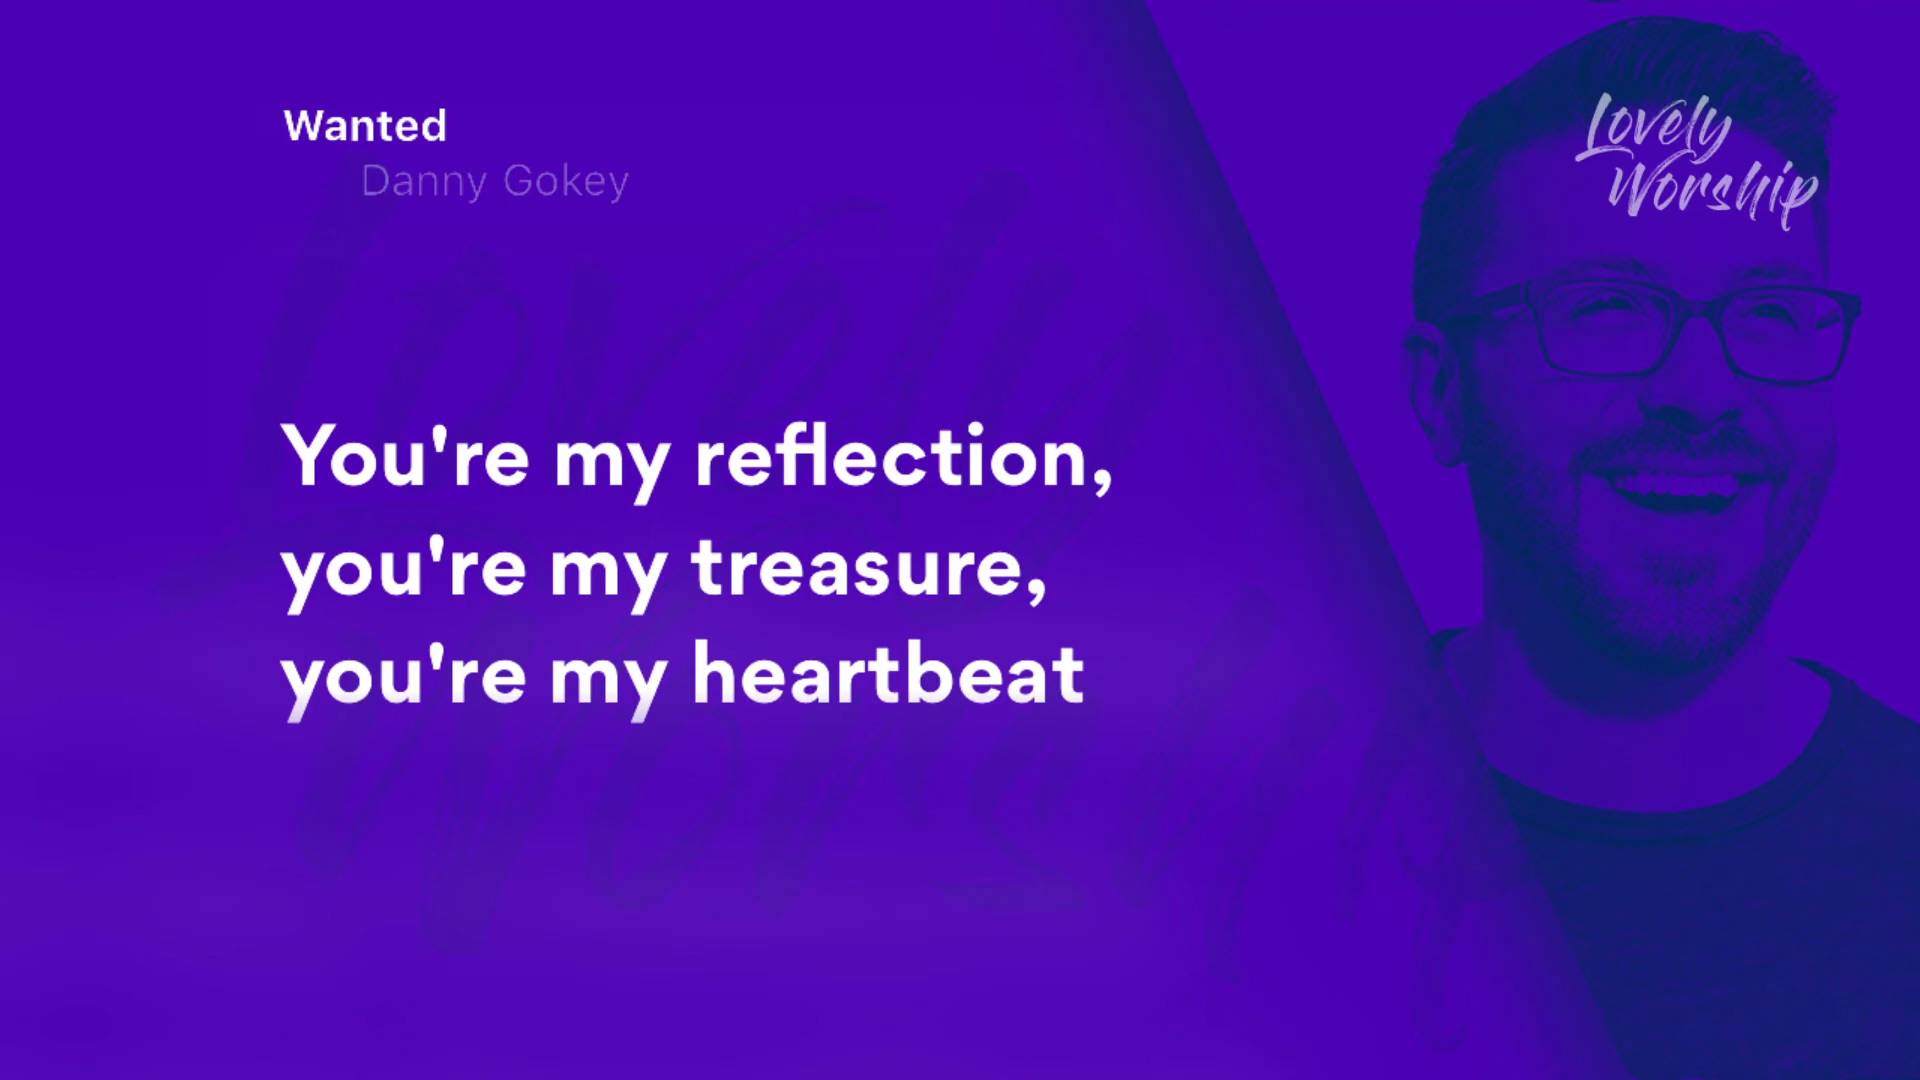 Wanted
Danny Gokey
Lovely
Worship
You're my reflection,
you're my treasure,
you're my heartbeat